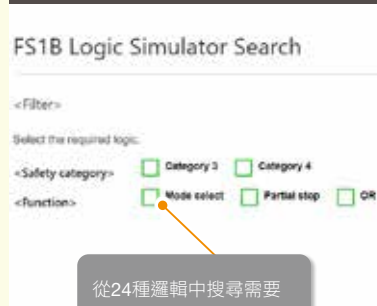 FS1B Logic Simulator Search
<Filter>
Select the required logic.
<Safety category> Category 3 Category 4
<Function> Mode select Partial stop OR
從24種邏輯中搜尋需要